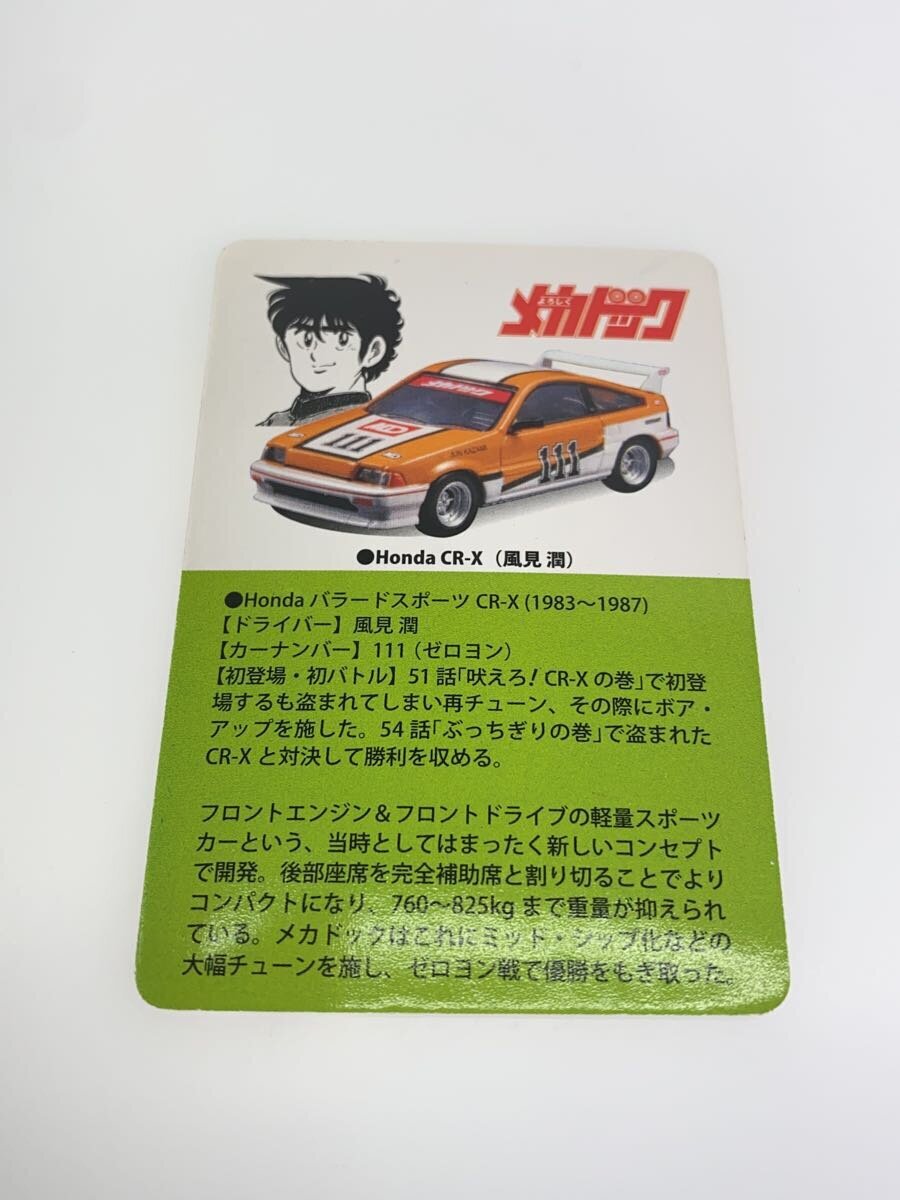 よろしく
メカドック
メカドック
MD
111
JUN KAZAMI
111
●Honda CR-X（風見 潤）
●Honda バラードスポーツ CR-X (1983～1987)
【ドライバー】風見 潤
【カーナンバー】111（ゼロヨン）
【初登場・初バトル】51 話「吠えろ！CR-X の巻」で初登
場するも盗まれてしまい再チューン、その際にボア・
アップを施した。54 話「ぶっちぎりの巻」で盗まれた
CR-X と対決して勝利を収める。
フロントエンジン＆フロントドライブの軽量スポーツ
カーという、当時としてはまったく新しいコンセプト
で開発。後部座席を完全補助席と割り切ることでより
コンパクトになり、760～825kg まで重量が抑えられ
ている。メカドックはこれにミッド・シップ化などの
大幅チューンを施し、ゼロヨン戦で優勝をもぎ取った。